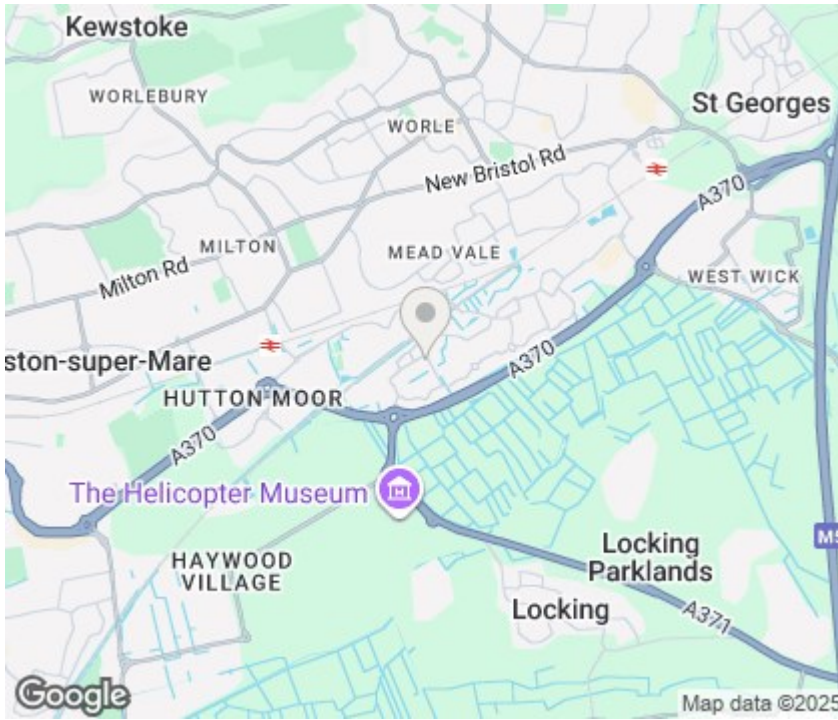 Kewstoke
WORLEBURY
WORLE
St Georges
New Bristol Rd
A370
MILTON
MEAD VALE
WEST WICK
Milton Rd
ston-super-Mare
A370
HUTTON MOOR
A370
The Helicopter Museum
M5
HAYWOOD
VILLAGE
Locking
Parklands
Locking
A371
Google
Map data ©2025